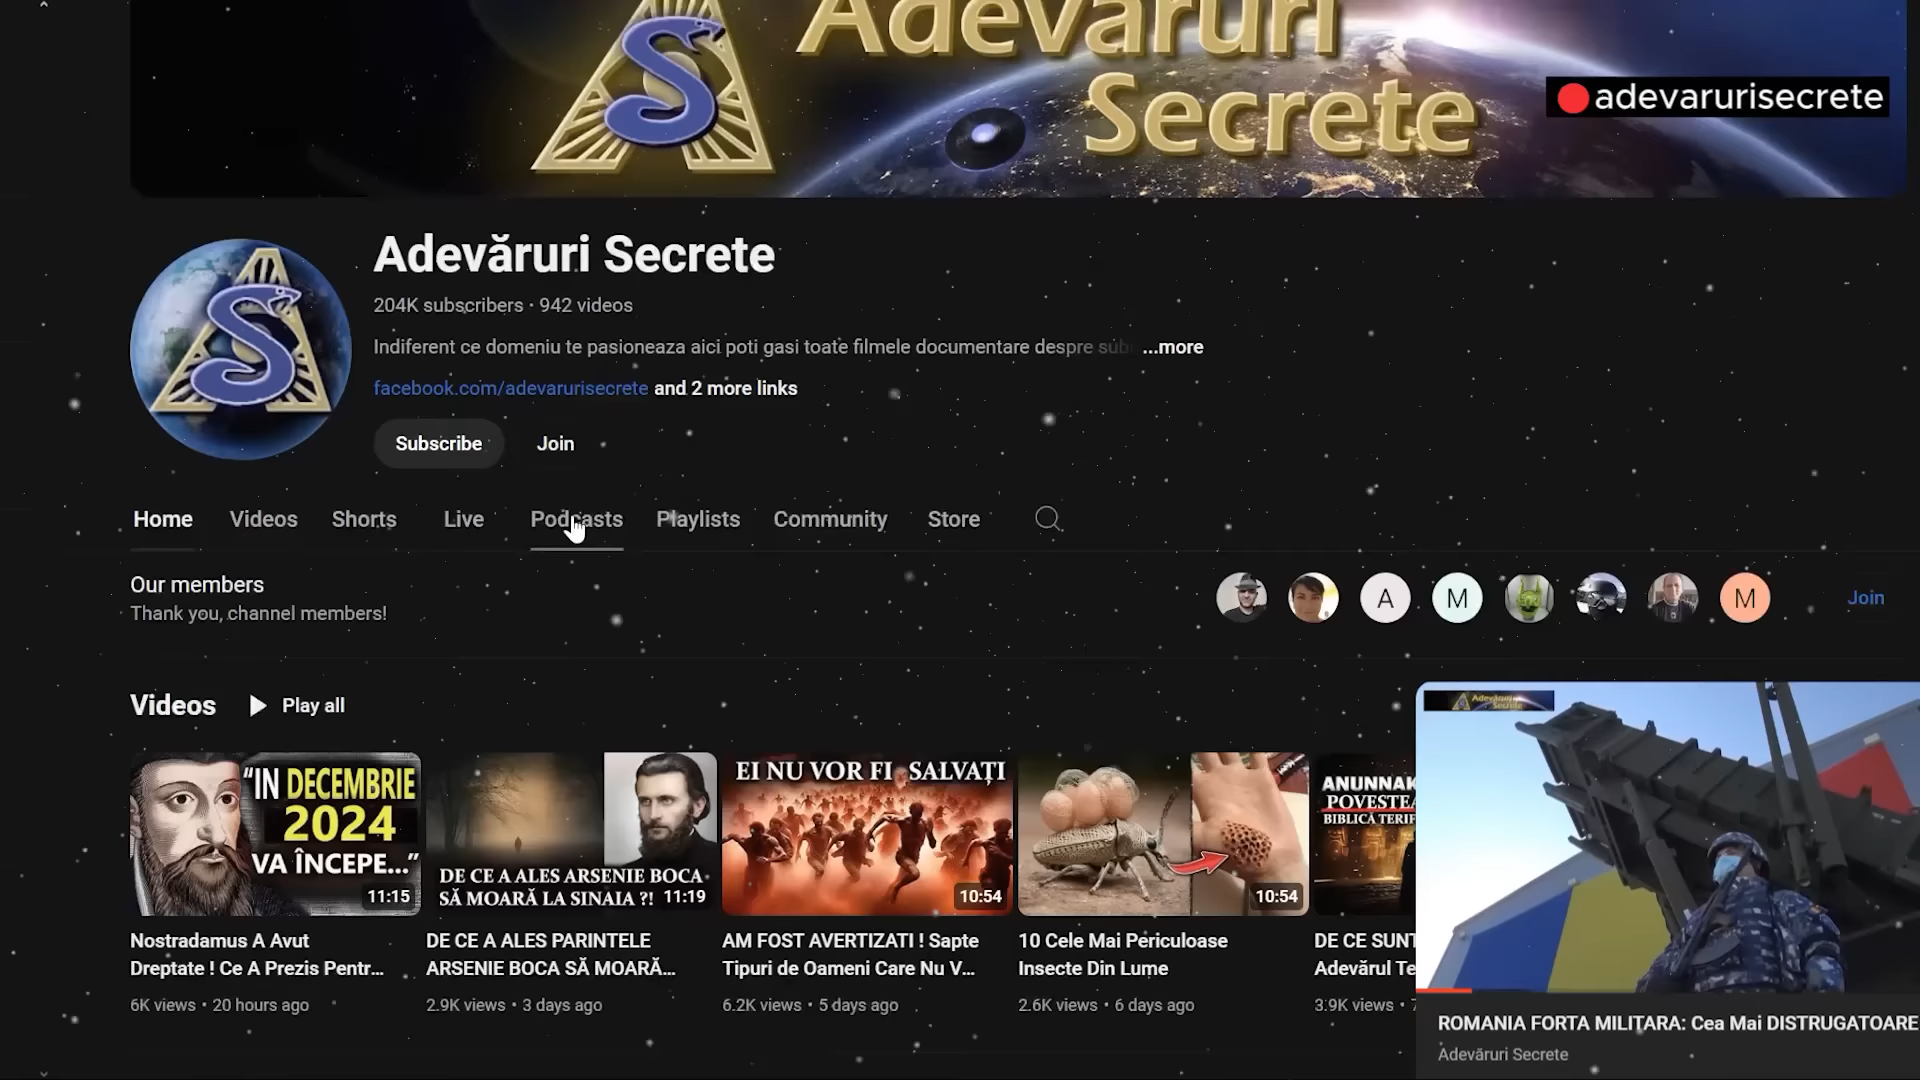 Adevaruri
Secrete
adevarurisecrete
Adevăruri Secrete
204K subscribers · 942 videos
Indiferent ce domeniu te pasioneaza aici poti gasi toate filmele documentare despre sub ...more
facebook.com/adevarurisecrete and 2 more links
Subscribe Join
Home Videos Shorts Live Podcasts Playlists Community Store
Our members
Thank you, channel members!
A M M Join
Videos Play all
"IN DECEMBRIE
2024
VA ÎNCEPE..."
11:15
DE CE A ALES ARSENIE BOCA
SĂ MOARĂ LA SINAIA ?!
11:19
EI NU VOR FI SALVAȚI
10:54
10:54
ANUNNAK
POVESTEA
BIBLICĂ TERIF
Adevăruri
Secrete
Nostradamus A Avut
Dreptate ! Ce A Prezis Pentr...
6K views · 20 hours ago
DE CE A ALES PARINTELE
ARSENIE BOCA SĂ MOARĂ...
2.9K views · 3 days ago
AM FOST AVERTIZATI ! Sapte
Tipuri de Oameni Care Nu V...
6.2K views · 5 days ago
10 Cele Mai Periculoase
Insecte Din Lume
2.6K views · 6 days ago
DE CE SUNT
Adevărul Te
3.9K views · 7
ROMANIA FORTA MILITARA: Cea Mai DISTRUGATOARE
Adevăruri Secrete